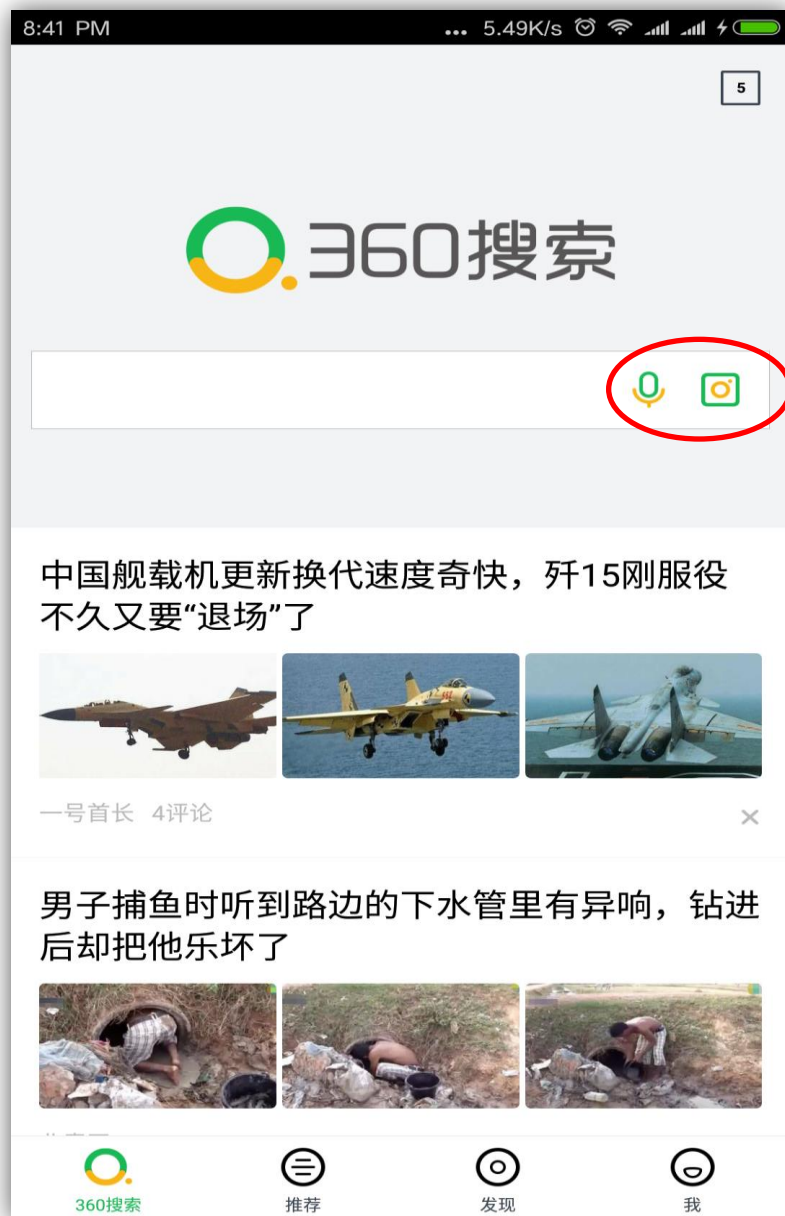 8:41 PM ... 5.49K/s
5
360搜索
中国舰载机更新换代速度奇快，歼15刚服役
不久又要“退场”了
一号首长 4评论
男子捕鱼时听到路边的下水管里有异响，钻进
后却把他乐坏了
360搜索 推荐 发现 我